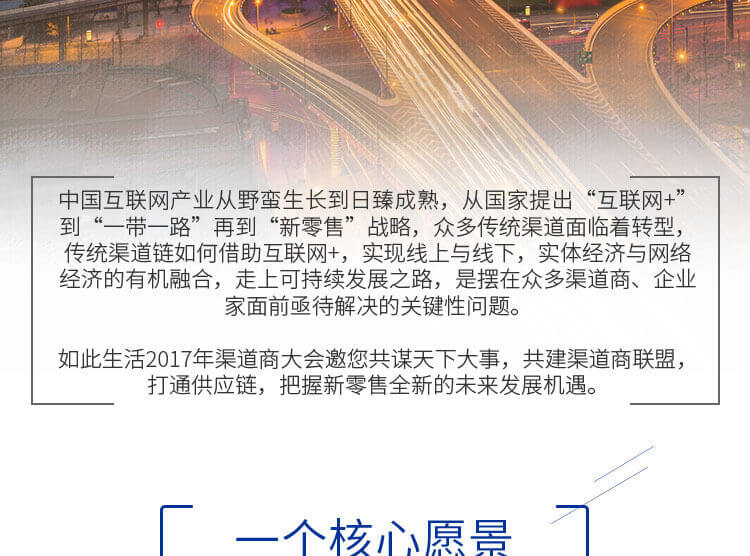 中国互联网产业从野蛮生长到日臻成熟，从国家提出“互联网+”
到“一带一路”再到“新零售”战略，众多传统渠道面临着转型，
传统渠道链如何借助互联网+，实现线上与线下，实体经济与网络
经济的有机融合，走上可持续发展之路，是摆在众多渠道商、企业
家面前亟待解决的关键性问题。
如此生活2017年渠道商大会邀您共谋天下大事，共建渠道商联盟，
打通供应链，把握新零售全新的未来发展机遇。
一个核心愿景